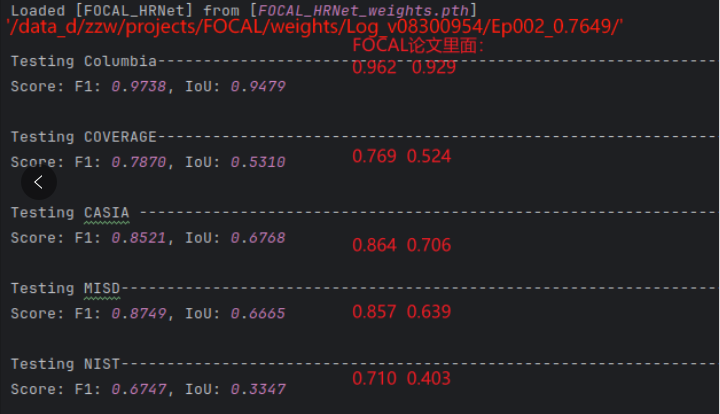 Loaded [FOCAL_HRNet] from [FOCAL_HRNet_weights.pth]
'/data_d/zzw/projects/FOCAL/weights/Log_v08300954/Ep002_0.7649/'
FOCAL论文里面：
Testing Columbia--------------------------------------------------------------------
0.962 0.929
Score: F1: 0.9738, IoU: 0.9479
Testing COVERAGE--------------------------------------------------------------------
Score: F1: 0.7870, IoU: 0.5310 0.769 0.524
Testing CASIA ----------------------------------------------------------------------
Score: F1: 0.8521, IoU: 0.6768 0.864 0.706
Testing MISD------------------------------------------------------------------------
Score: F1: 0.8749, IoU: 0.6665 0.857 0.639
Testing NIST------------------------------------------------------------------------
Score: F1: 0.6747, IoU: 0.3347 0.710 0.403